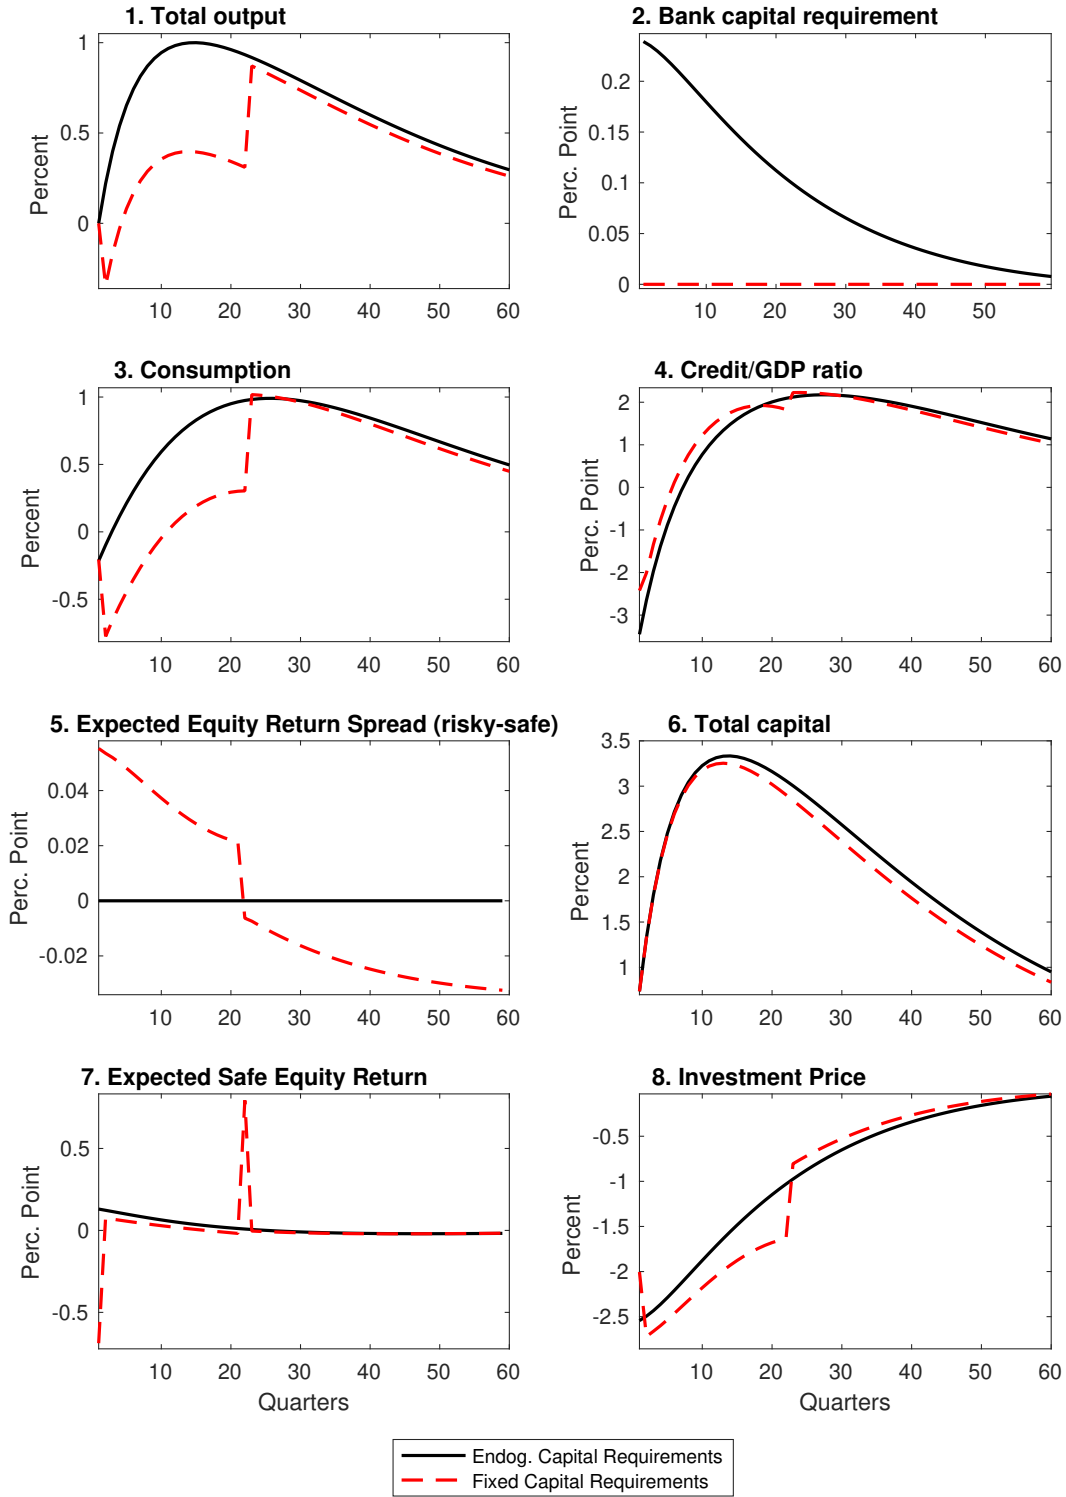 1. Total output
Percent
1
0.5
0
10 20 30 40 50 60
2. Bank capital requirement
Perc. Point
0.2
0.15
0.1
0.05
0
10 20 30 40 50
3. Consumption
Percent
1
0.5
0
-0.5
10 20 30 40 50 60
4. Credit/GDP ratio
Perc. Point
2
1
0
-1
-2
-3
10 20 30 40 50 60
5. Expected Equity Return Spread (risky-safe)
Perc. Point
0.04
0.02
0
-0.02
10 20 30 40 50 60
6. Total capital
Percent
3.5
3
2.5
2
1.5
1
10 20 30 40 50 60
7. Expected Safe Equity Return
Perc. Point
0.5
0
-0.5
10 20 30 40 50 60
Quarters
8. Investment Price
Percent
-0.5
-1
-1.5
-2
-2.5
10 20 30 40 50 60
Quarters
Endog. Capital Requirements
Fixed Capital Requirements